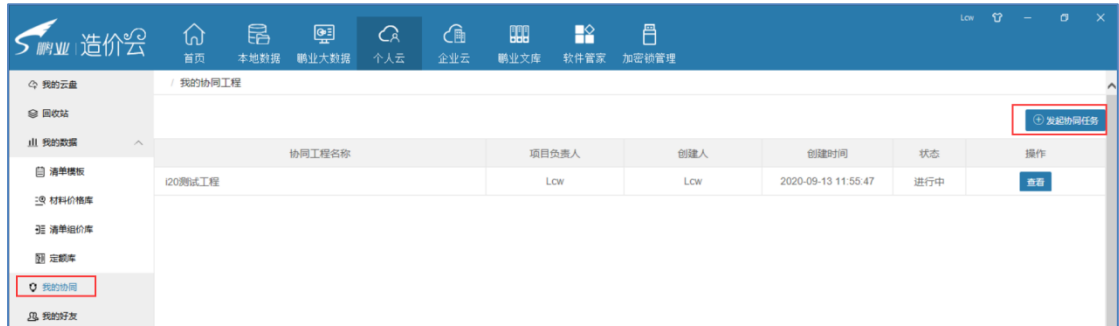 鹏业 造价云
首页 本地数据 鹏业大数据 个人云 企业云 鹏业文库 软件管家 加密锁管理
Lcw
我的云盘
/ 我的协同工程
回收站
发起协同任务
我的数据
协同工程名称 项目负责人 创建人 创建时间 状态 操作
清单模板
i20测试工程 Lcw Lcw 2020-09-13 11:55:47 进行中 查看
材料价格库
清单组价库
定额库
我的协同
我的好友